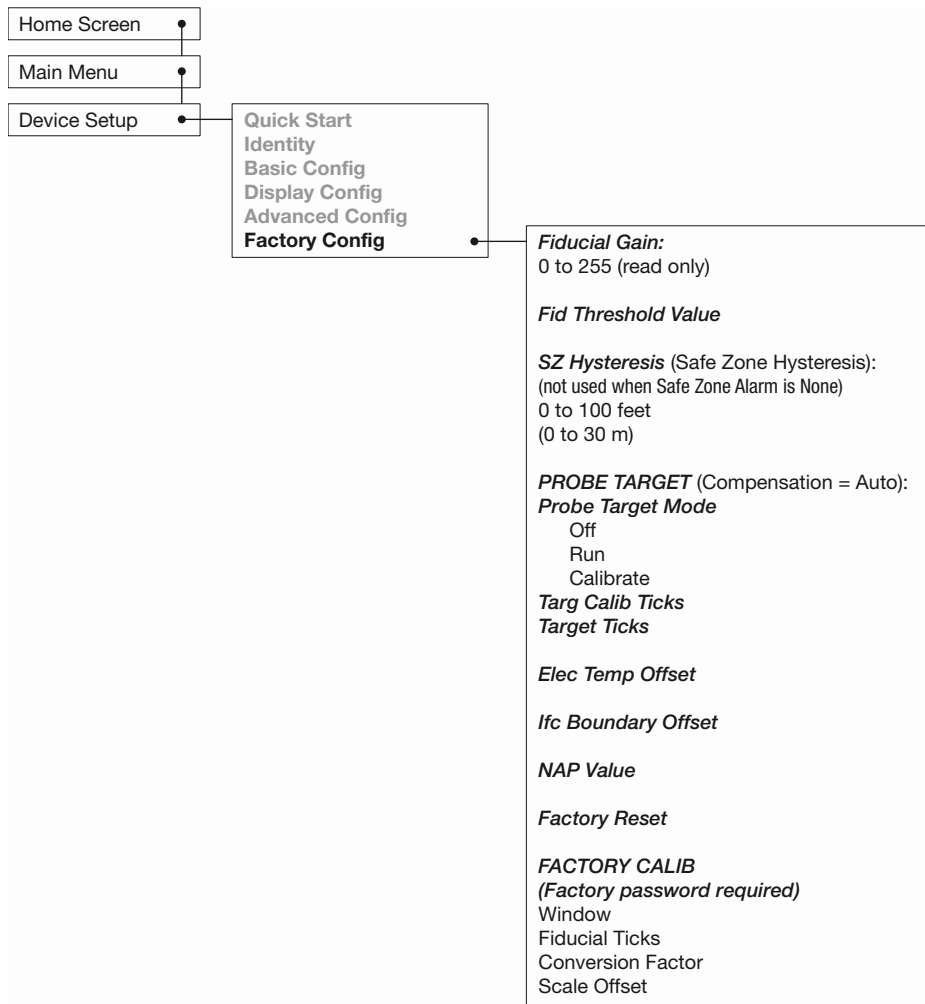 Home Screen
Main Menu
Device Setup
Quick Start
Identity
Basic Config
Display Config
Advanced Config
Factory Config
Fiducial Gain:
0 to 255 (read only)
Fid Threshold Value
SZ Hysteresis (Safe Zone Hysteresis):
(not used when Safe Zone Alarm is None)
0 to 100 feet
(0 to 30 m)
PROBE TARGET (Compensation = Auto):
Probe Target Mode
Off
Run
Calibrate
Targ Calib Ticks
Target Ticks
Elec Temp Offset
Ifc Boundary Offset
NAP Value
Factory Reset
FACTORY CALIB
(Factory password required)
Window
Fiducial Ticks
Conversion Factor
Scale Offset